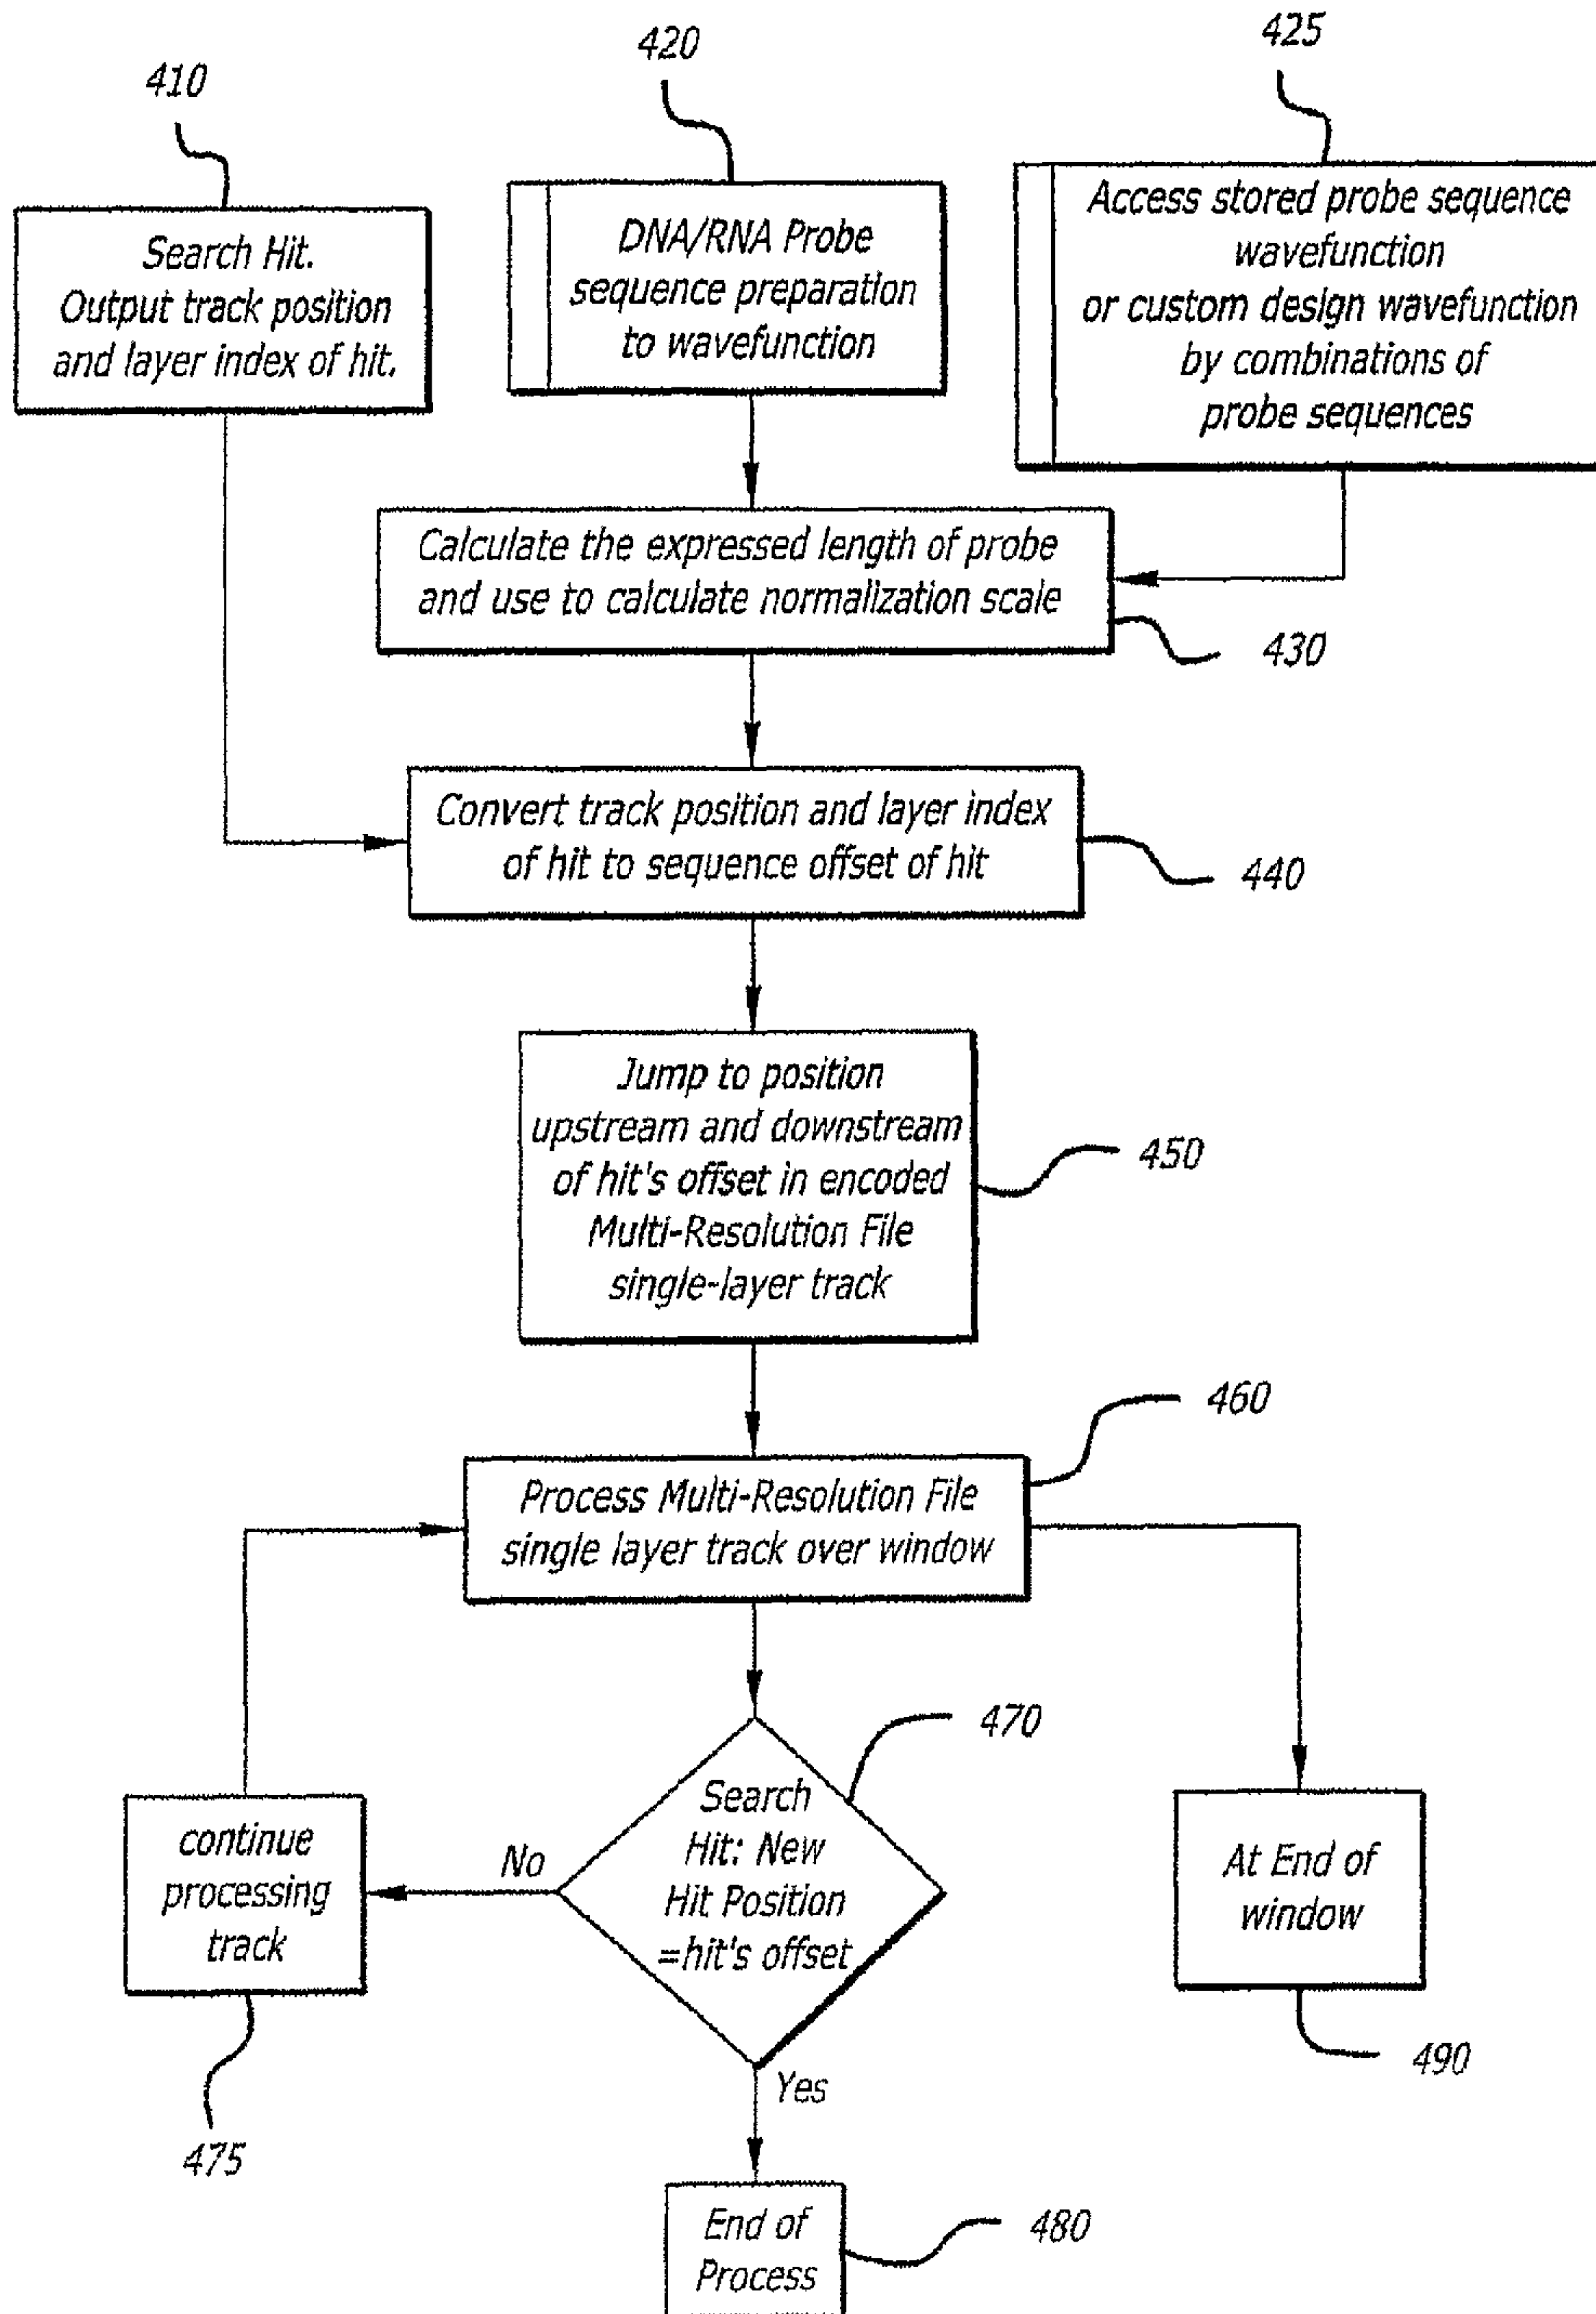 410
420
425
Search Hit.
Output track position
and layer index of hit.
DNA/RNA Probe
sequence preparation
to wavefunction
Access stored probe sequence
wavefunction
or custom design wavefunction
by combinations of
probe sequences
Calculate the expressed length of probe
and use to calculate normalization scale
430
Convert track position and layer index
of hit to sequence offset of hit
440
Jump to position
upstream and downstream
of hit's offset in encoded
Multi-Resolution File
single-layer track
450
460
Process Multi-Resolution File
single layer track over window
470
Search
Hit: New
Hit Position
=hit's offset
No
continue
processing
track
475
At End of
window
490
Yes
End of
Process
480